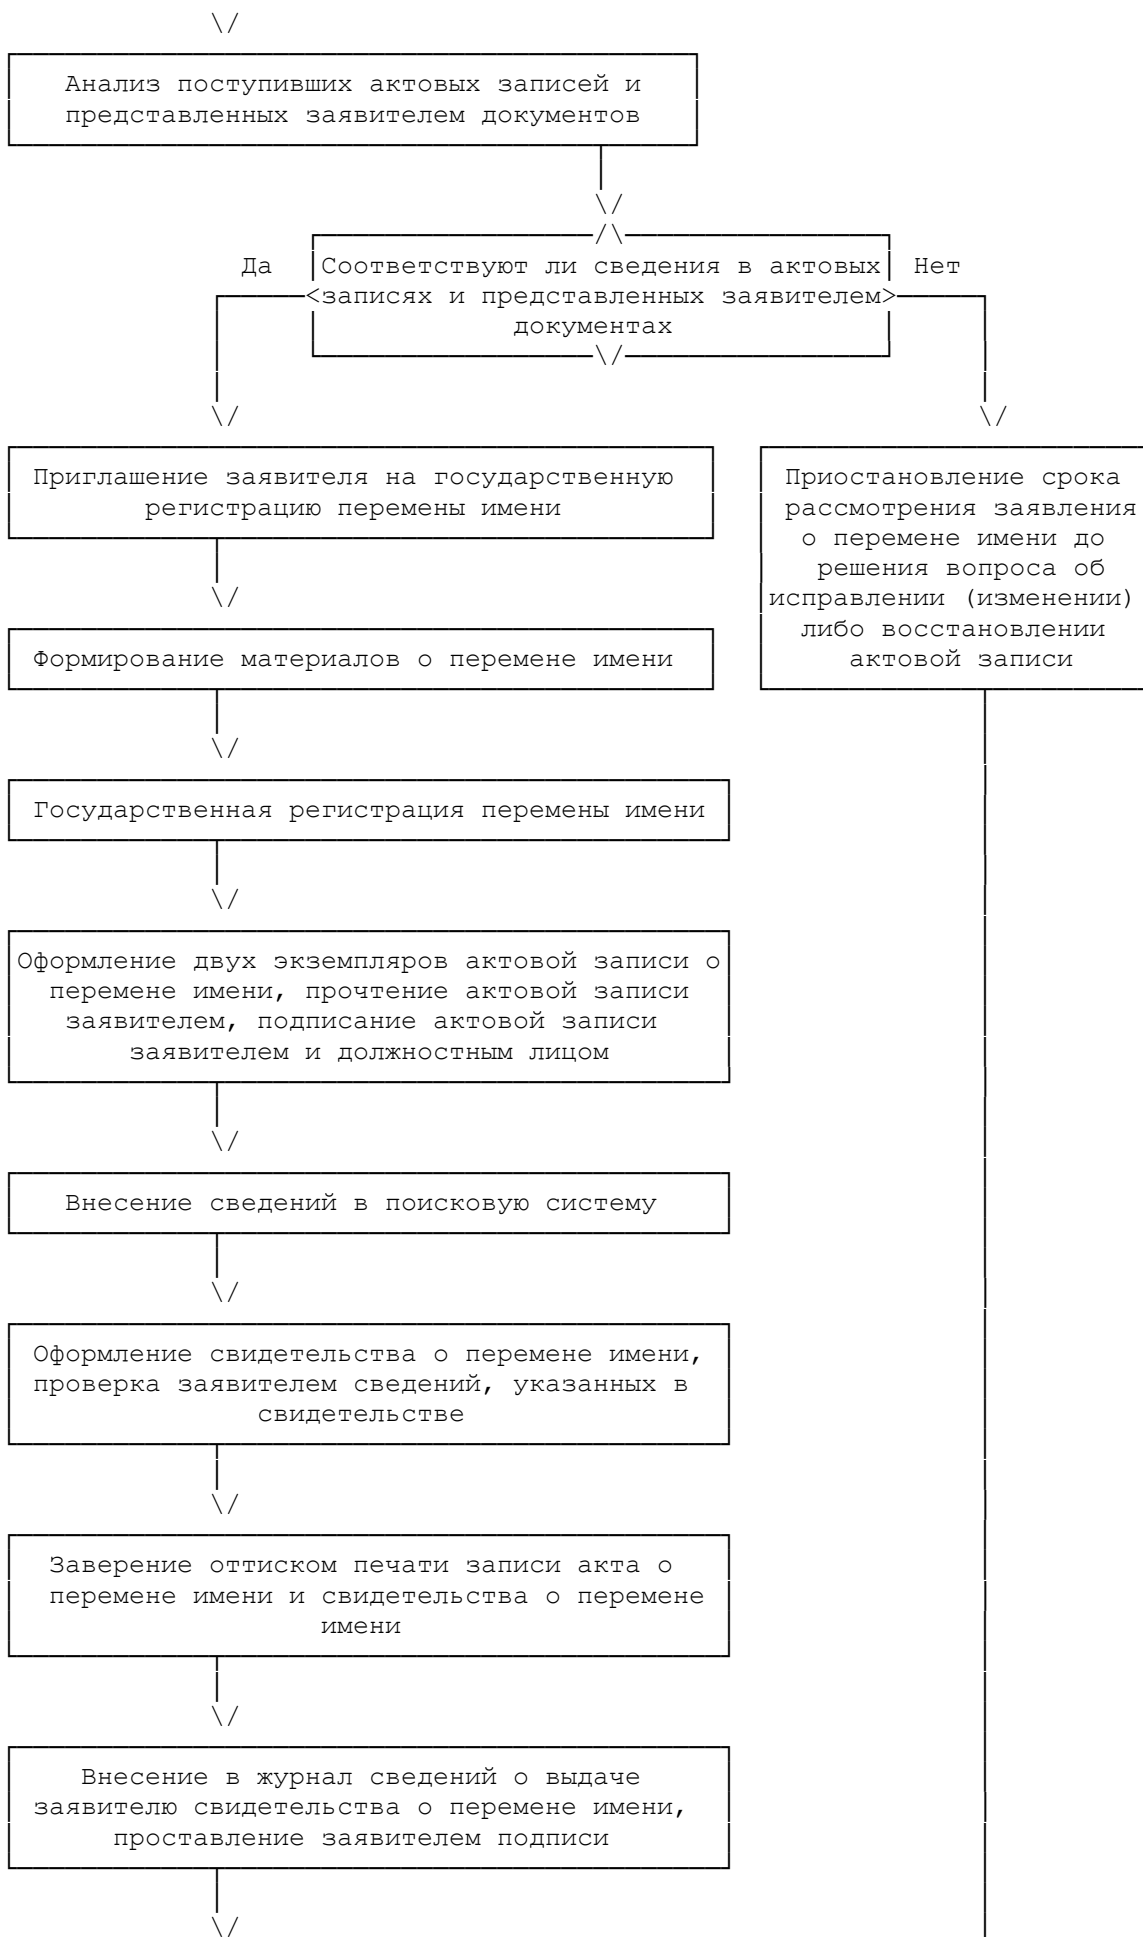 Анализ поступивших актовых записей и
представленных заявителем документов
Да
Соответствуют ли сведения в актовых
Нет
записях и представленных заявителем
документах
Приглашение заявителя на государственную
регистрацию перемены имени
Приостановление срока
рассмотрения заявления
о перемене имени до
решения вопроса об
исправлении (изменении)
либо восстановлении
актовой записи
Формирование материалов о перемене имени
Государственная регистрация перемены имени
Оформление двух экземпляров актовой записи о
перемене имени, прочтение актовой записи
заявителем, подписание актовой записи
заявителем и должностным лицом
Внесение сведений в поисковую систему
Оформление свидетельства о перемене имени,
проверка заявителем сведений, указанных в
свидетельстве
Заверение оттиском печати записи акта о
перемене имени и свидетельства о перемене
имени
Внесение в журнал сведений о выдаче
заявителю свидетельства о перемене имени,
проставление заявителем подписи